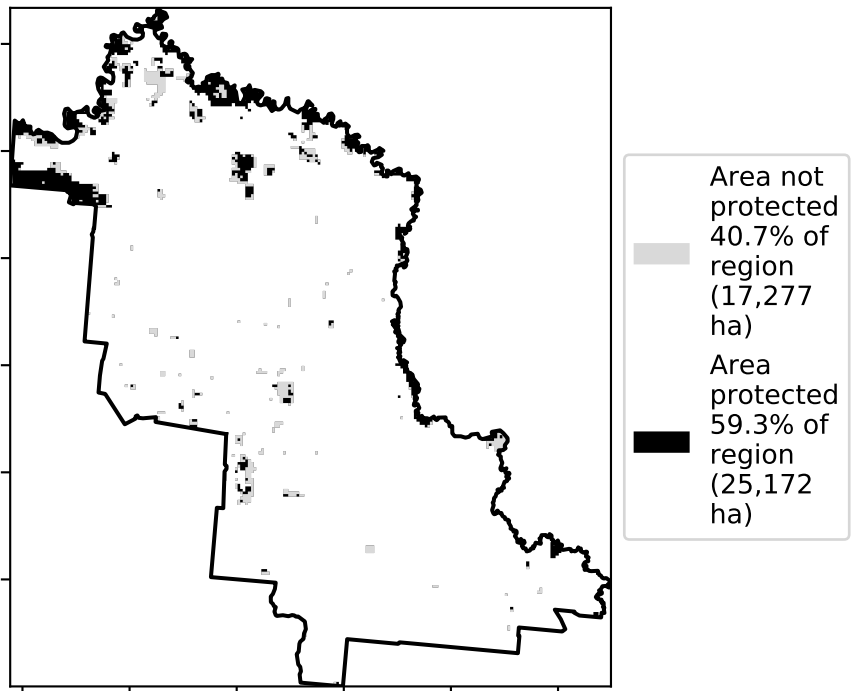 Area not
protected
40.7% of
region
(17,277
ha)
Area
protected
59.3% of
region
(25,172
ha)